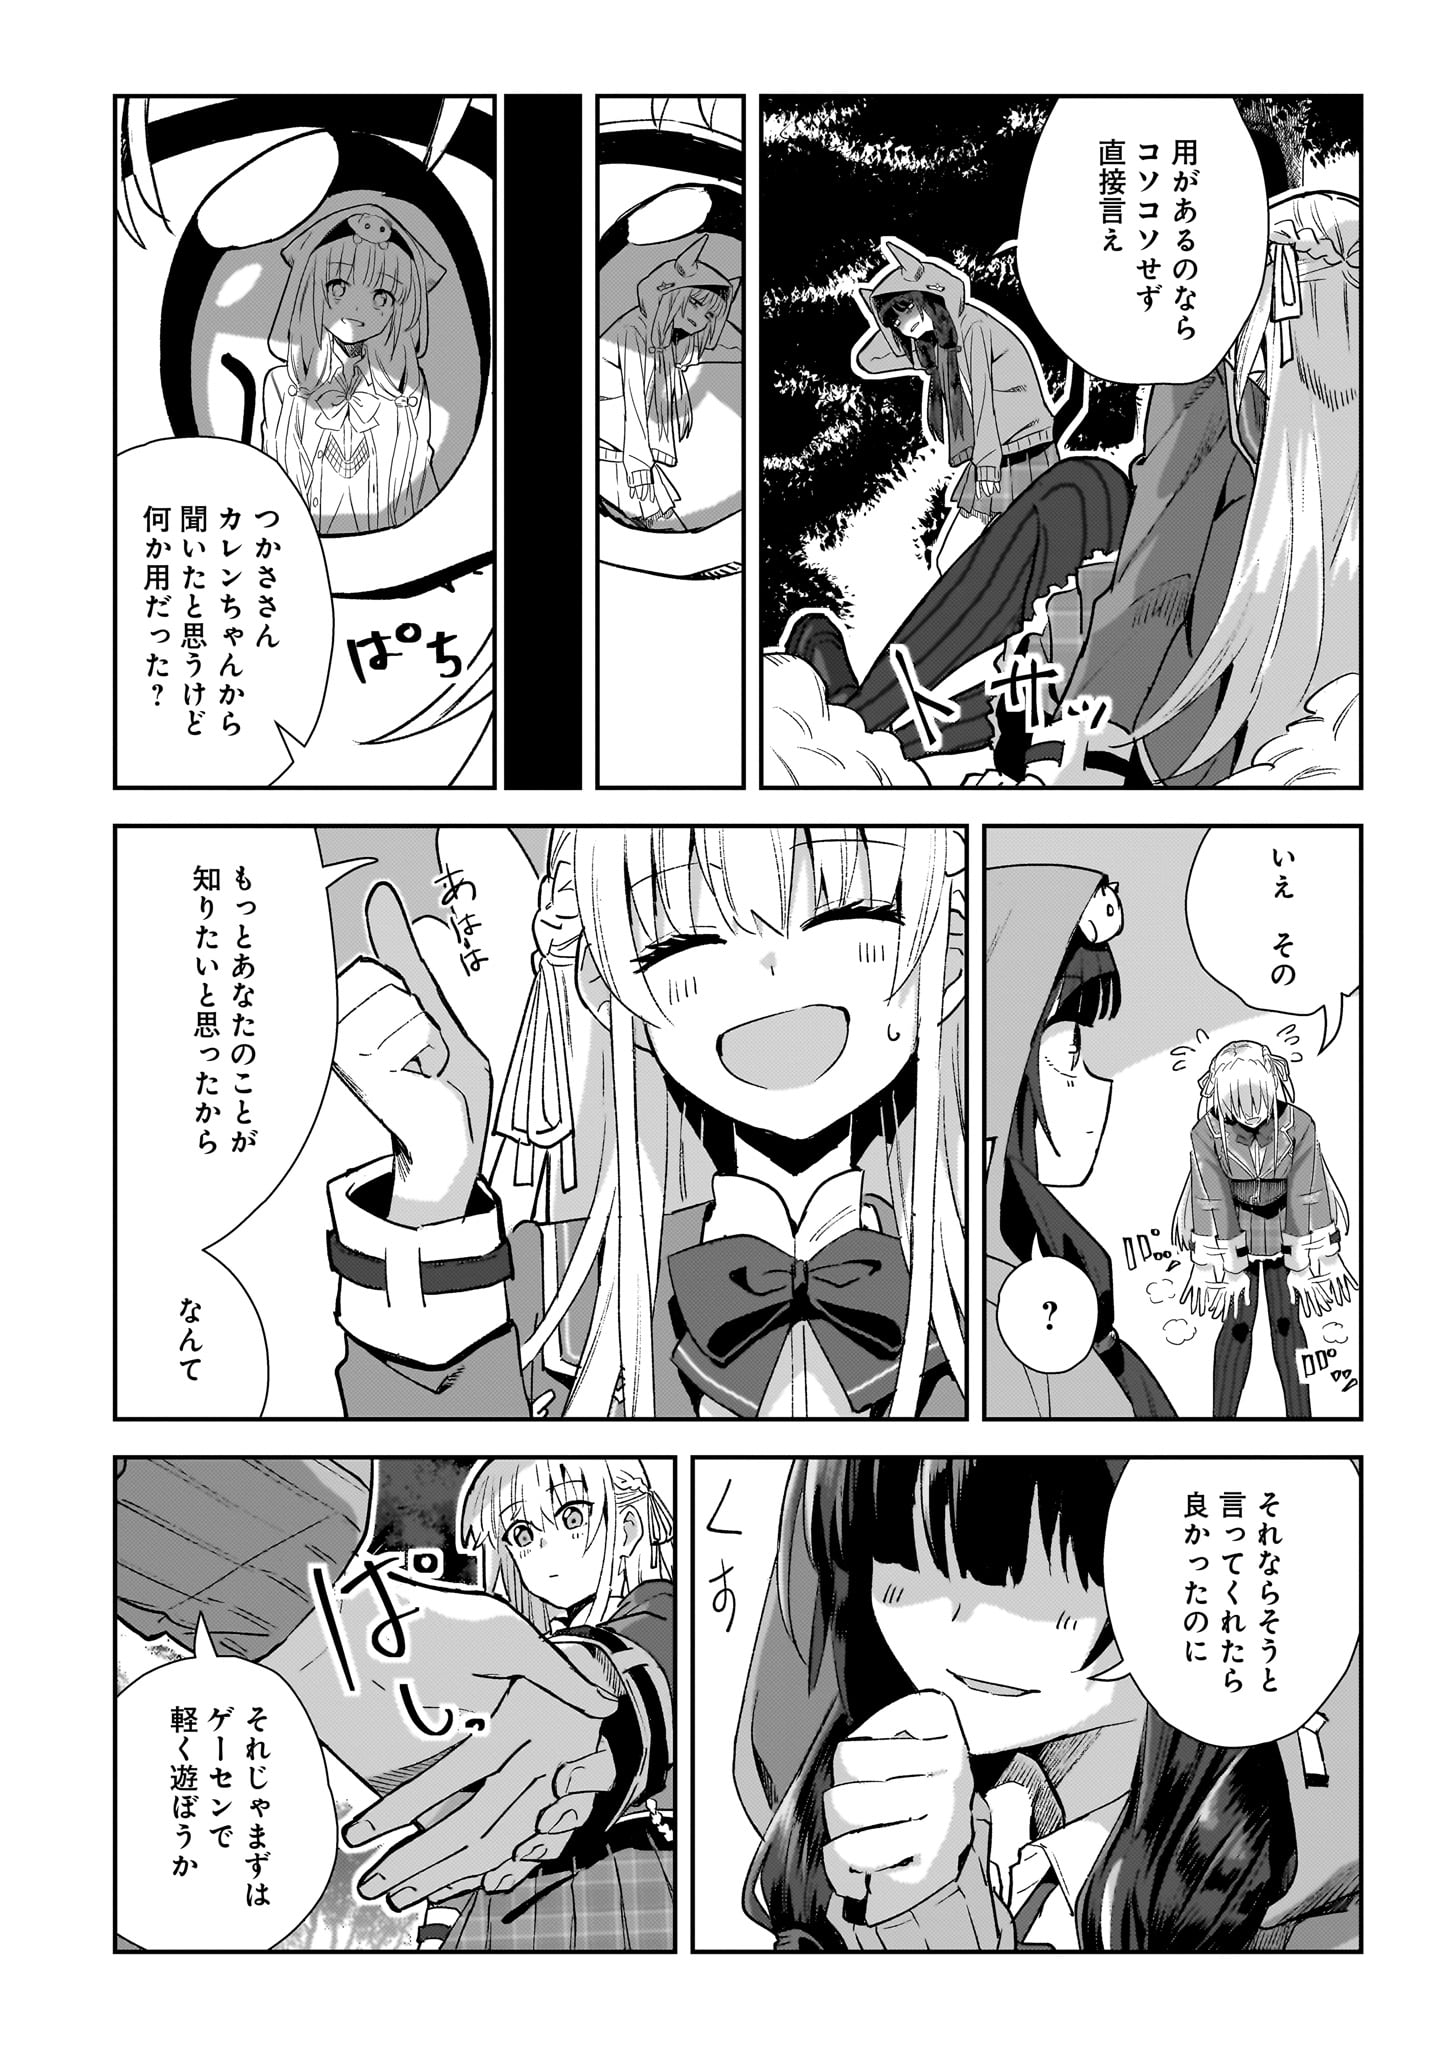 用があるのなら
コソコソせず
直接言え
ドサッ
ぱち
つかささん
カレンちゃんから
聞いたと思うけど
何か用だった？
いえ　その
？
パパッ
パパッ
あはは
もっとあなたのことが
知りたいと思ったから
なんて
それならそうと
言ってくれたら
良かったのに
くす
ぱしっ
それじゃまずは
ゲーセンで
軽く遊ぼうか